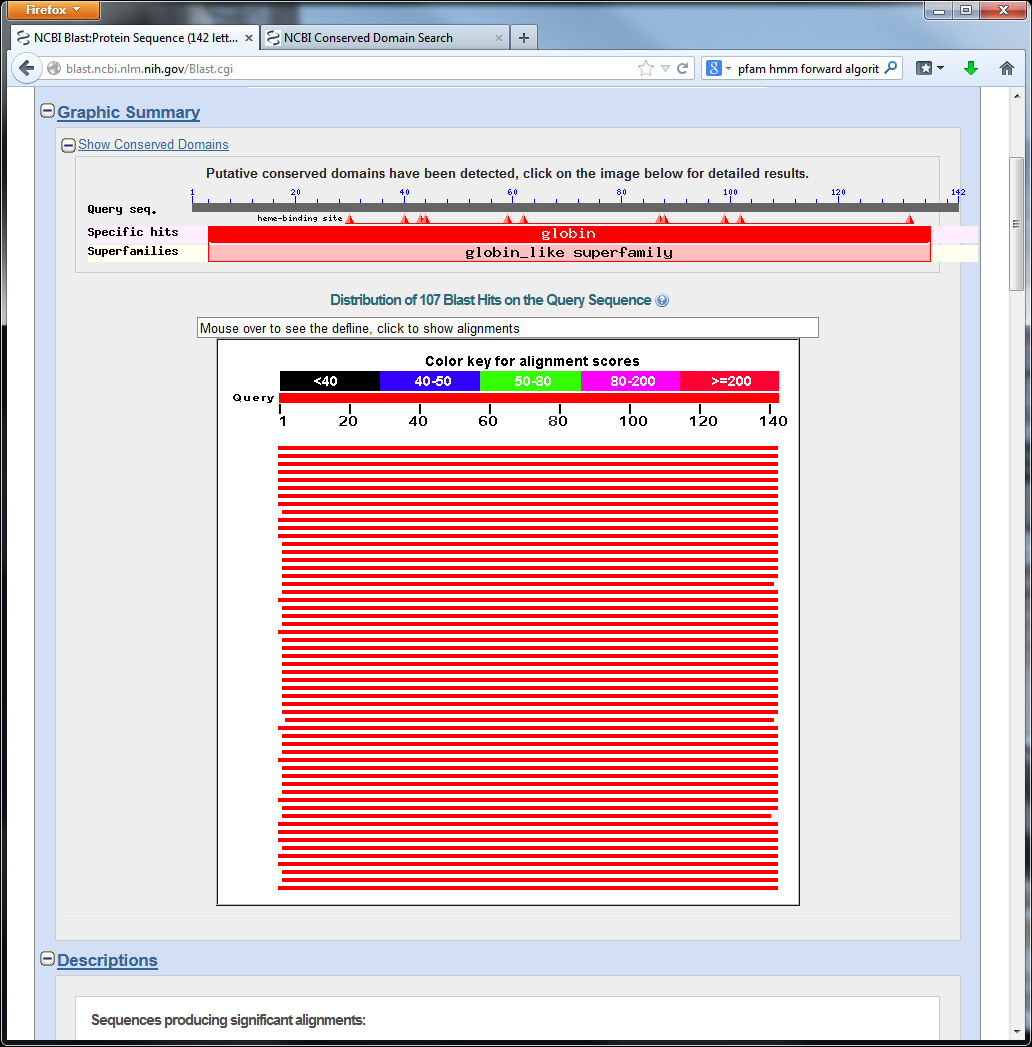 Firefox
NCBI Blast:Protein Sequence (142 lett...
NCBI Conserved Domain Search
blast.ncbi.nlm.nih.gov/Blast.cgi
pfam hmm forward algorit
Graphic Summary
Show Conserved Domains
Putative conserved domains have been detected, click on the image below for detailed results.
1 20 40 60 80 100 120 142
Query seq.
heme-binding site
Specific hits globin
Superfamilies globin_like superfamily
Distribution of 107 Blast Hits on the Query Sequence
Mouse over to see the defline, click to show alignments
Color key for alignment scores
<40 40-50 50-80 80-200 >=200
Query
1 20 40 60 80 100 120 140
Descriptions
Sequences producing significant alignments: